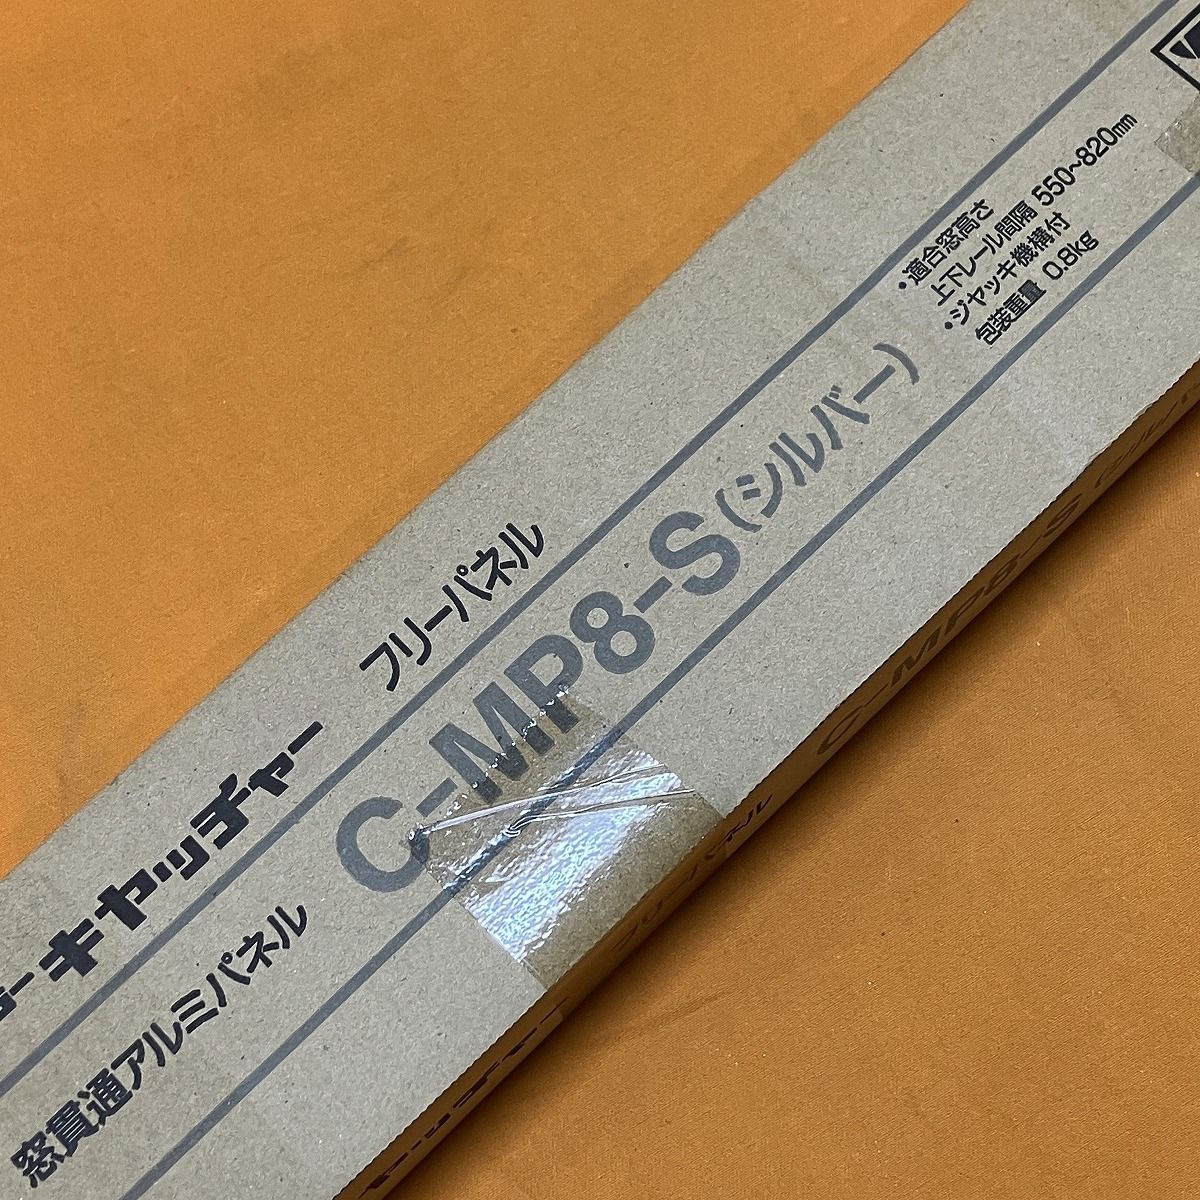 キャッチャー フリーパネル
窓貫通アルミパネル C-MP8-S(シルバー)
・適合窓高さ
上下レール間隔 550~820mm
・ジャッキ機構付
包装重量 0.8kg
C-MP8-S